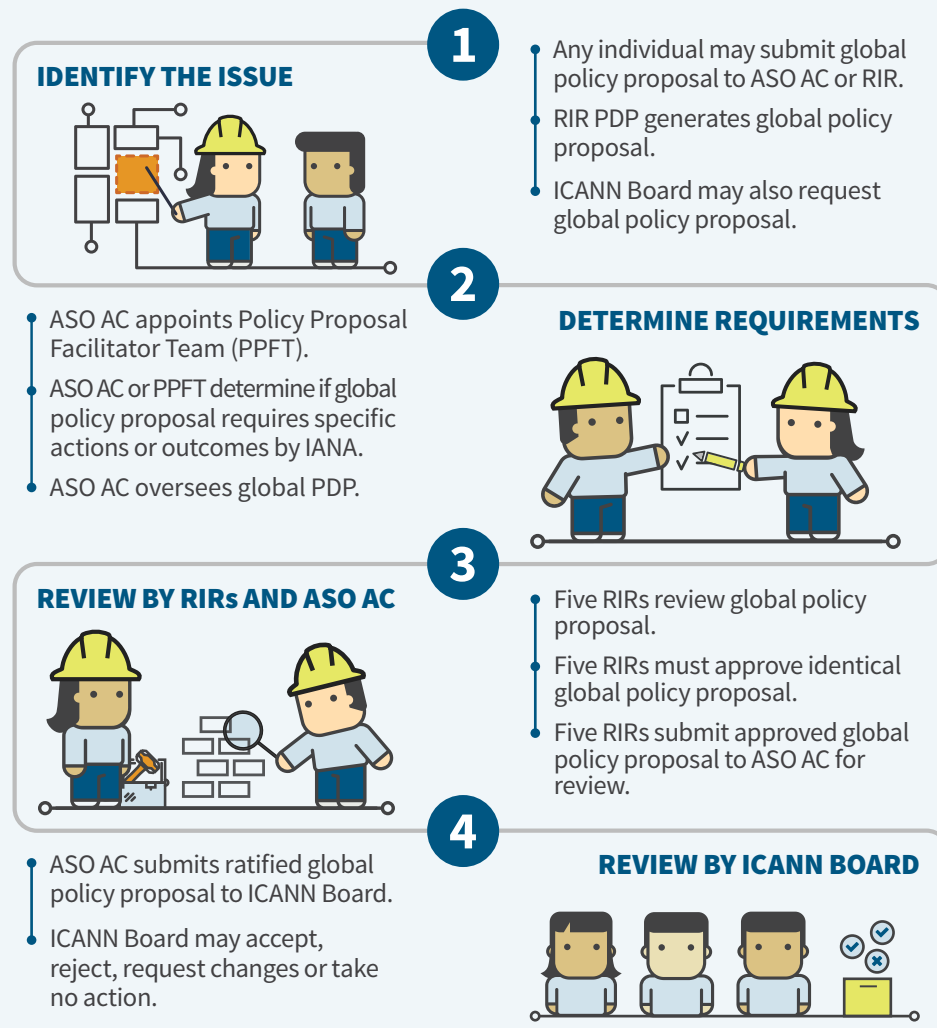 1
IDENTIFY THE ISSUE
Any individual may submit global
policy proposal to ASO AC or RIR.
RIR PDP generates global policy
proposal.
ICANN Board may also request
global policy proposal.
2
DETERMINE REQUIREMENTS
ASO AC appoints Policy Proposal
Facilitator Team (PPFT).
ASO AC or PPFT determine if global
policy proposal requires specific
actions or outcomes by IANA.
ASO AC oversees global PDP.
3
REVIEW BY RIRs AND ASO AC
Five RIRs review global policy
proposal.
Five RIRs must approve identical
global policy proposal.
Five RIRs submit approved global
policy proposal to ASO AC for
review.
4
REVIEW BY ICANN BOARD
ASO AC submits ratified global
policy proposal to ICANN Board.
ICANN Board may accept,
reject, request changes or take
no action.